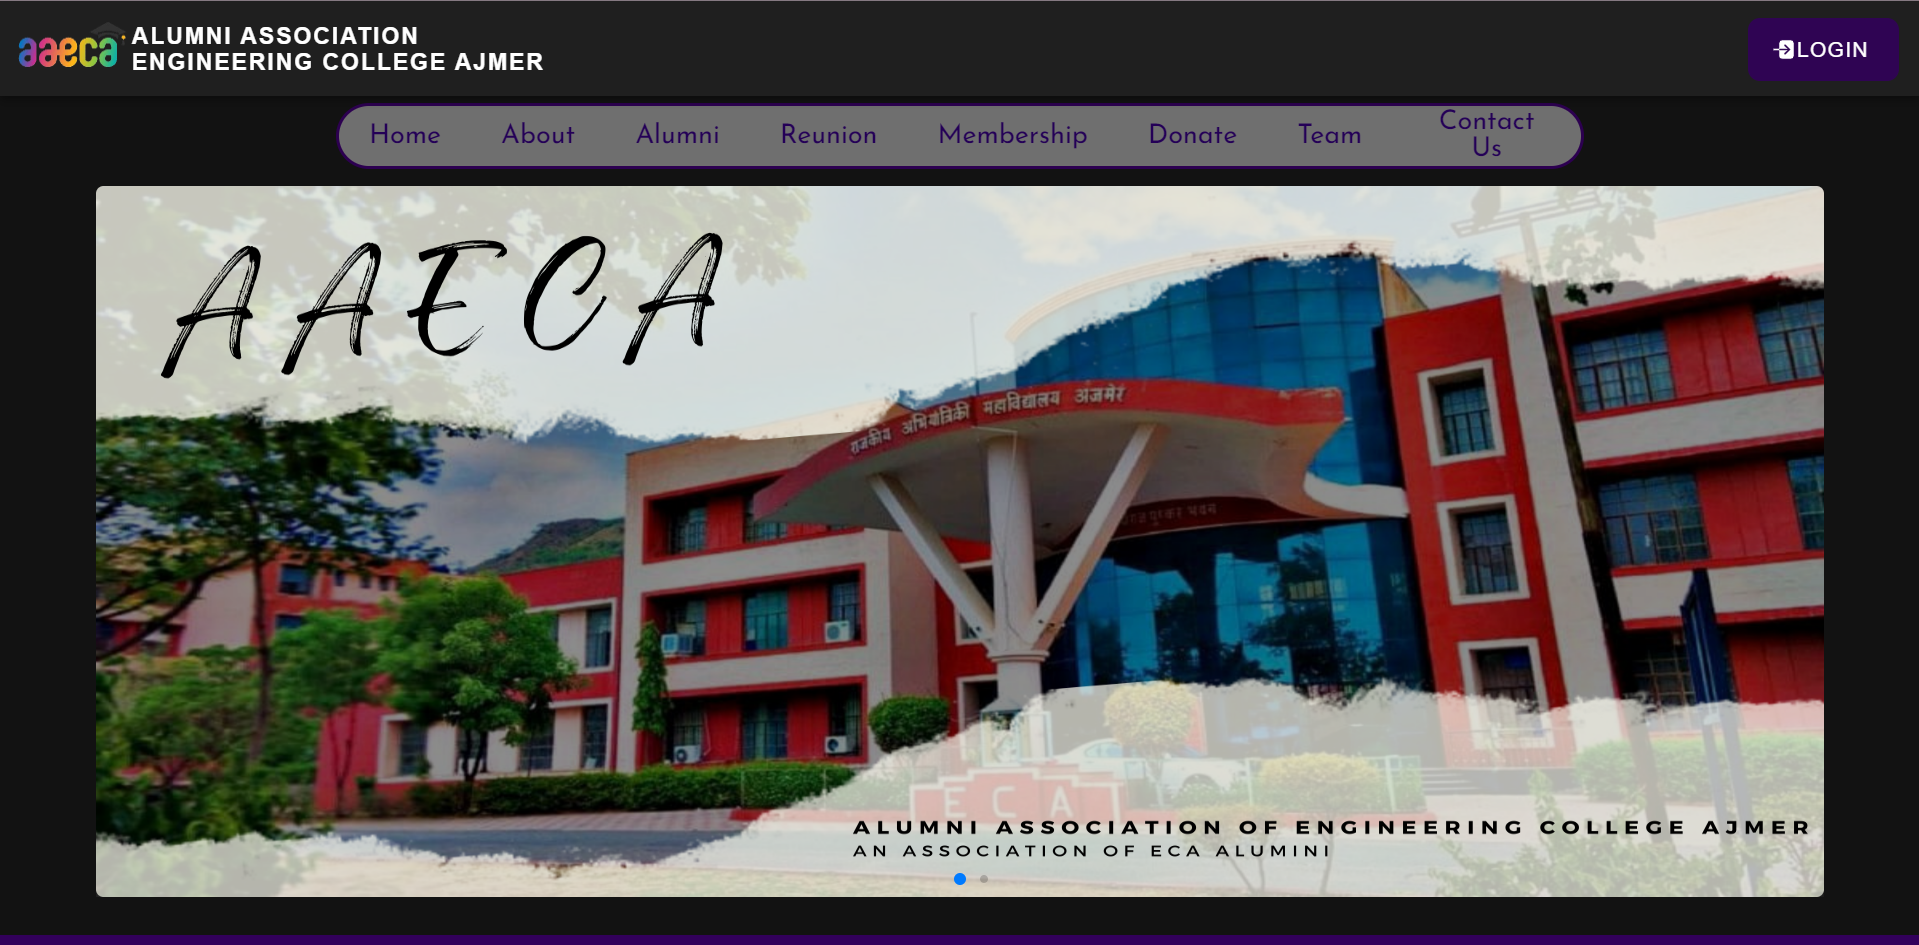 aaeca
ALUMNI ASSOCIATION
ENGINEERING COLLEGE AJMER
LOGIN
Home
About
Alumni
Reunion
Membership
Donate
Team
Contact
Us
AAECA
राजकीय अभियांत्रिकी महाविद्यालय अजमेर
भवन
ECA
ALUMNI ASSOCIATION OF ENGINEERING COLLEGE AJMER
AN ASSOCIATION OF ECA ALUMINI